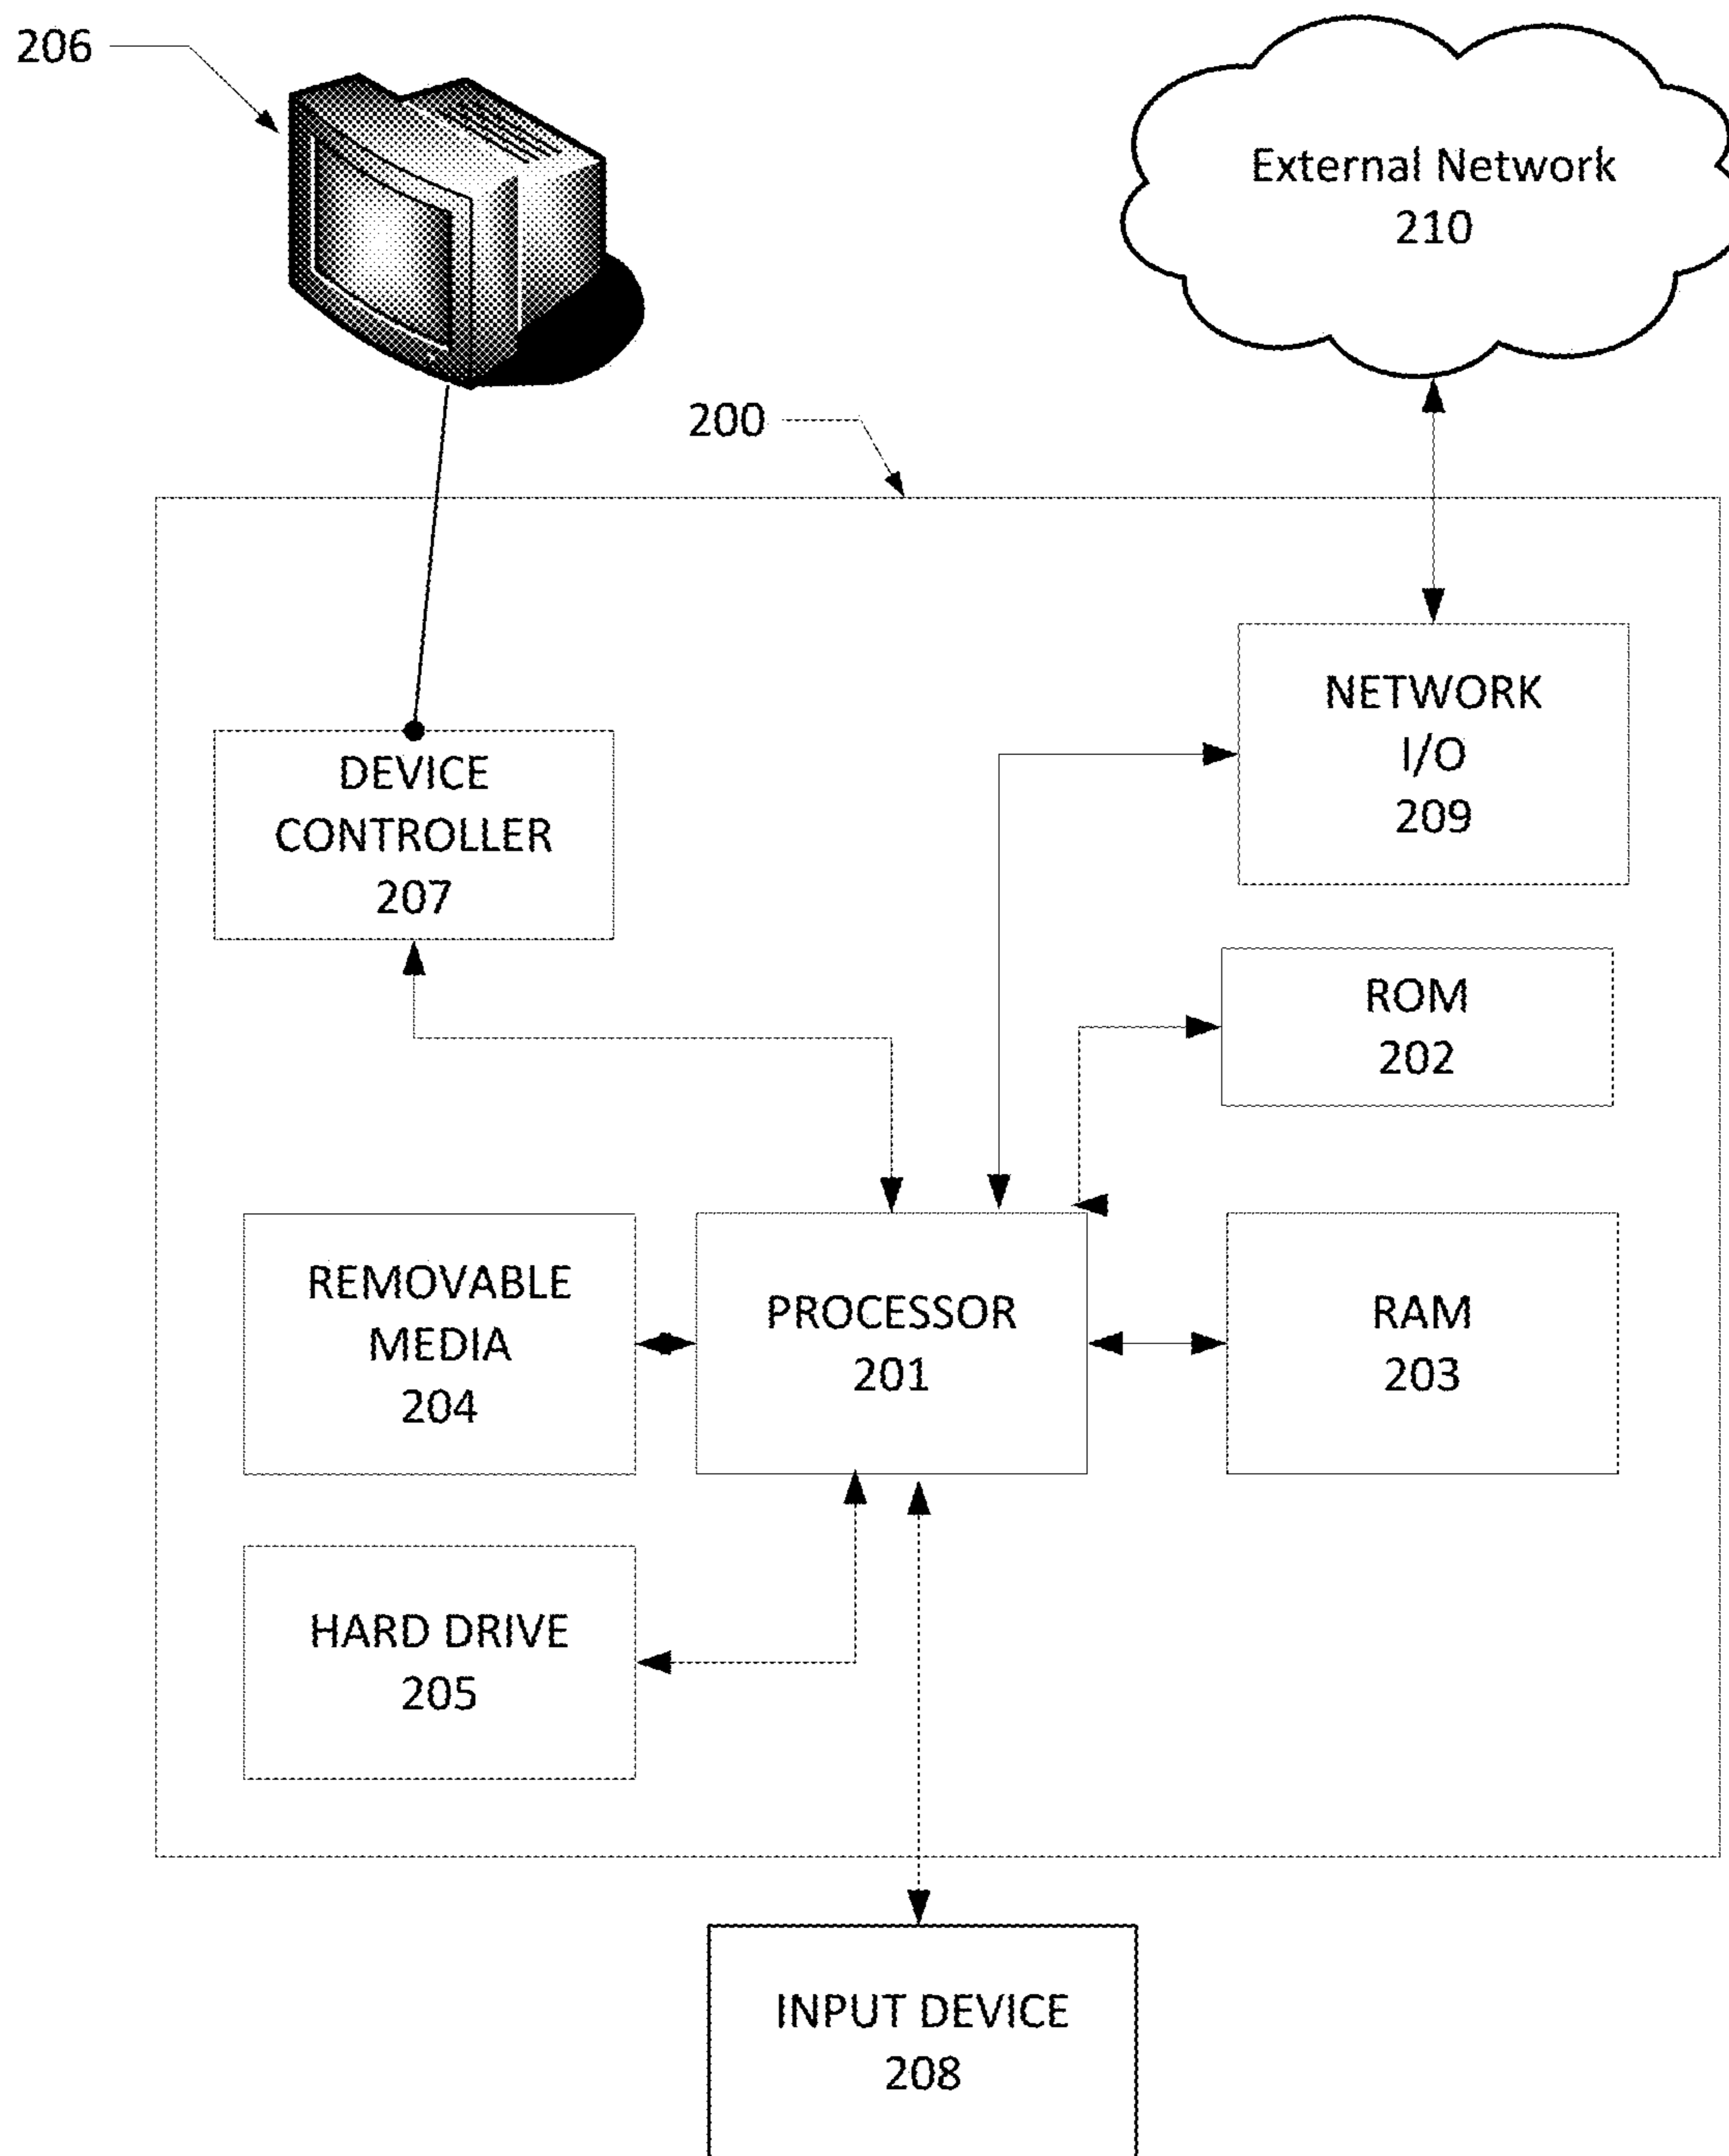 206
External Network
210
200
NETWORK
I/O
209
DEVICE
CONTROLLER
207
ROM
202
REMOVABLE
MEDIA
204
PROCESSOR
201
RAM
203
HARD DRIVE
205
INPUT DEVICE
208